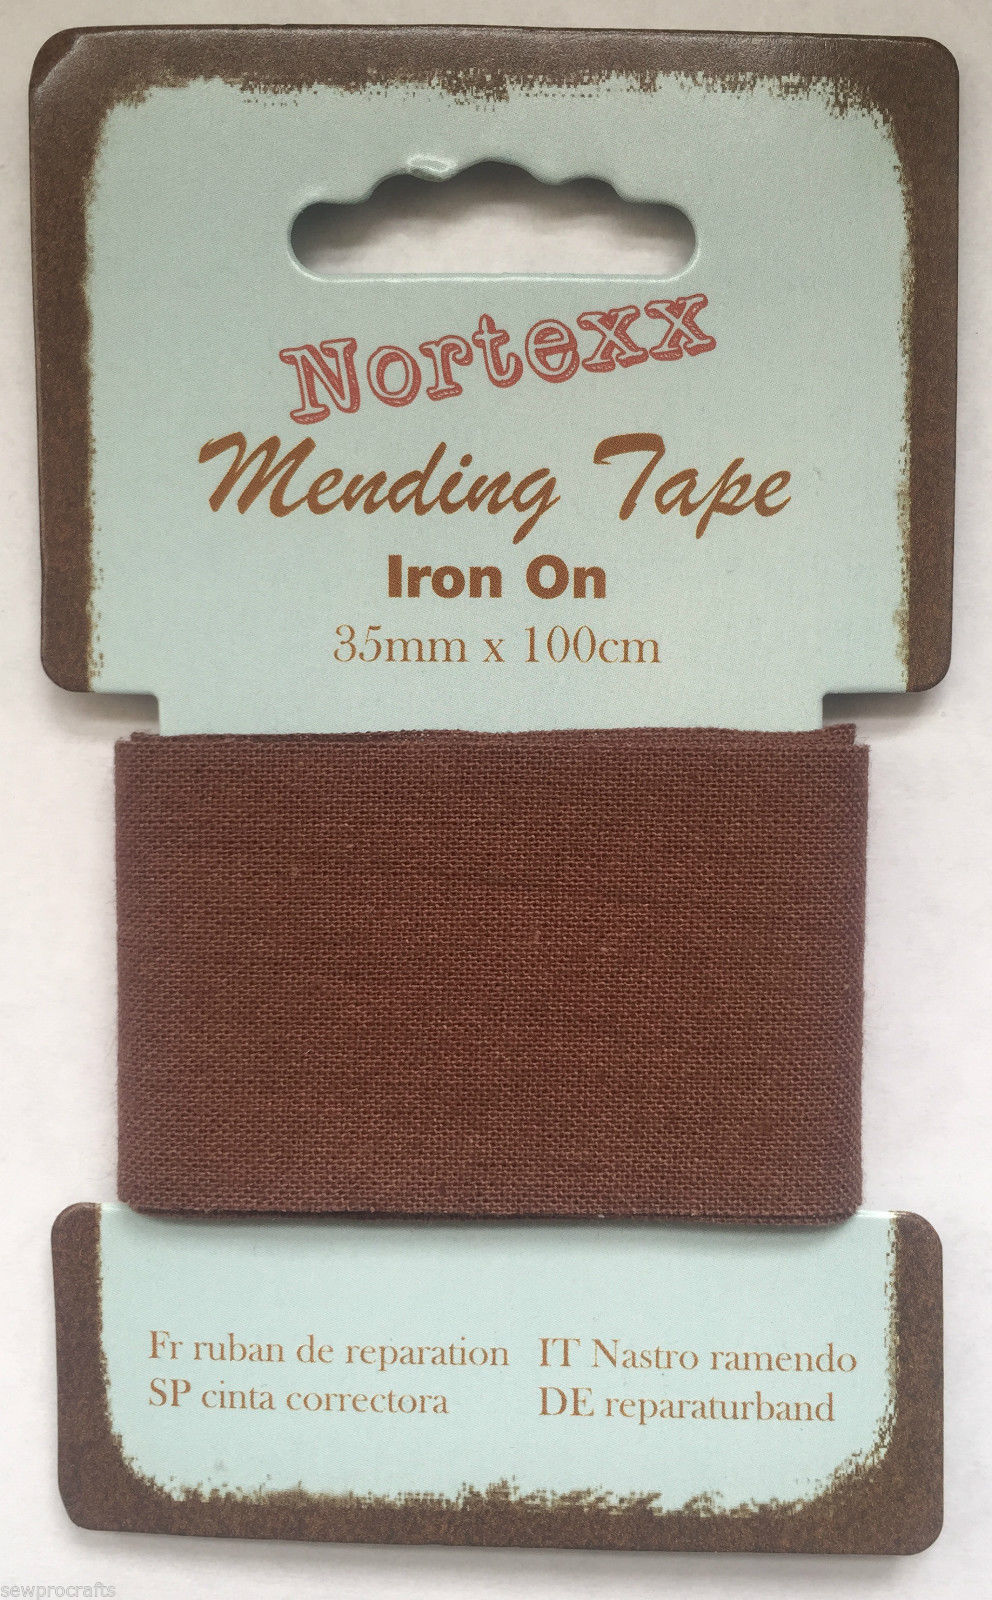 Nortexx
Mending Tape
Iron On
35mm x 100cm
Fr ruban de reparation
SP cinta correctora
IT Nastro ramendo
DE reparaturband
sewprocrafts